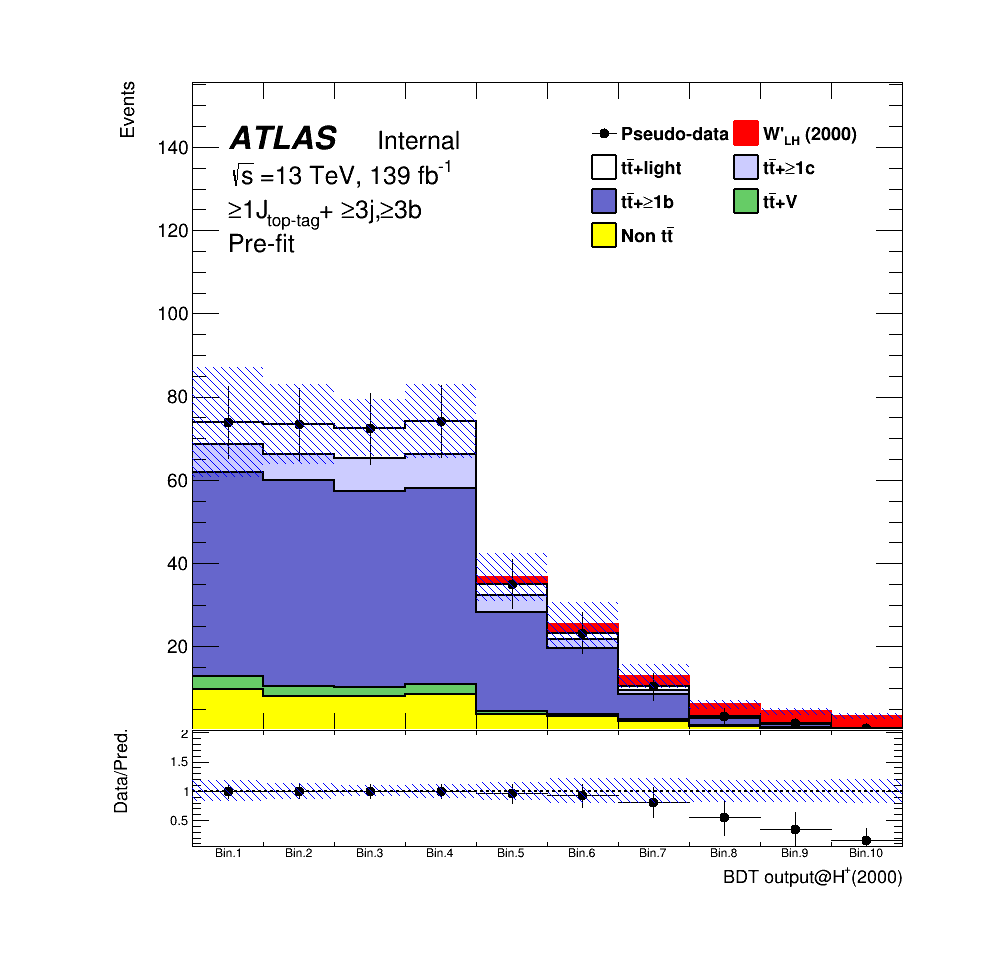 Events
140
120
100
80
60
40
20
ATLAS Internal
√s =13 TeV, 139 fb⁻¹
≥1J_top-tag+ ≥3j,≥3b
Pre-fit
Pseudo-data W'_LH (2000)
tt̄+light tt̄+≥1c
tt̄+≥1b tt̄+V
Non tt̄
Data/Pred.
2
1.5
1
0.5
Bin.1 Bin.2 Bin.3 Bin.4 Bin.5 Bin.6 Bin.7 Bin.8 Bin.9 Bin.10
BDT output@H⁺(2000)